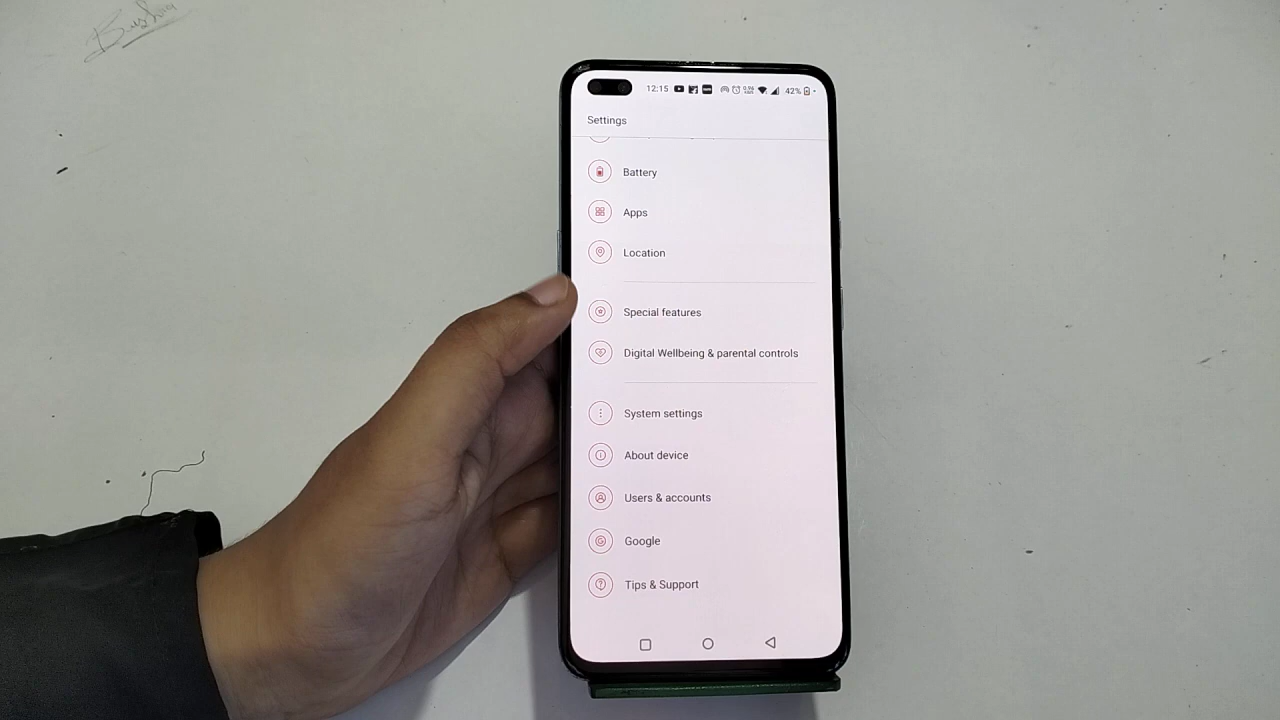 12:15 42%
Settings
Battery
Apps
Location
Special features
Digital Wellbeing & parental controls
System settings
About device
Users & accounts
Google
Tips & Support